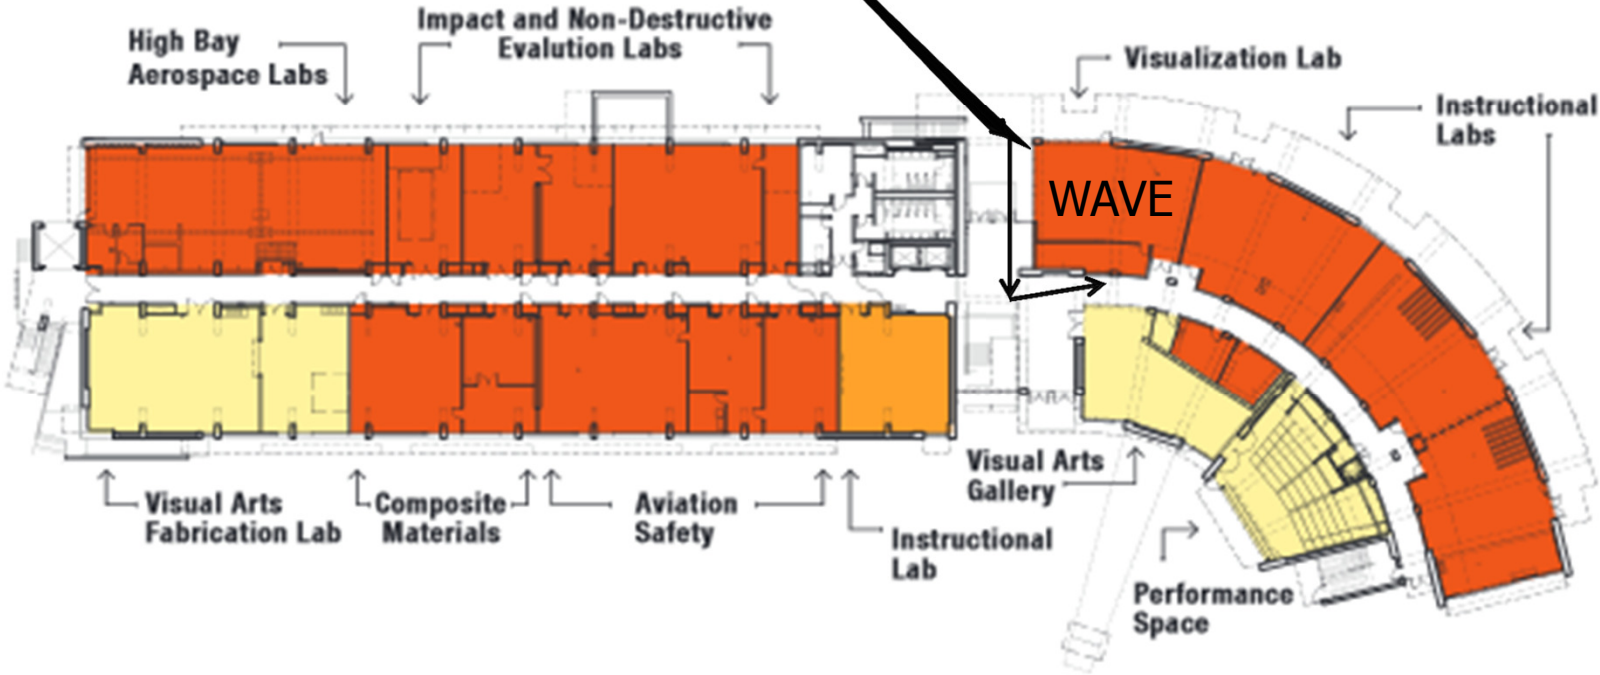 High Bay
Aerospace Labs
Impact and Non-Destructive
Evalution Labs
Visualization Lab
Instructional
Labs
WAVE
Visual Arts
Fabrication Lab
Composite
Materials
Aviation
Safety
Instructional
Lab
Visual Arts
Gallery
Performance
Space